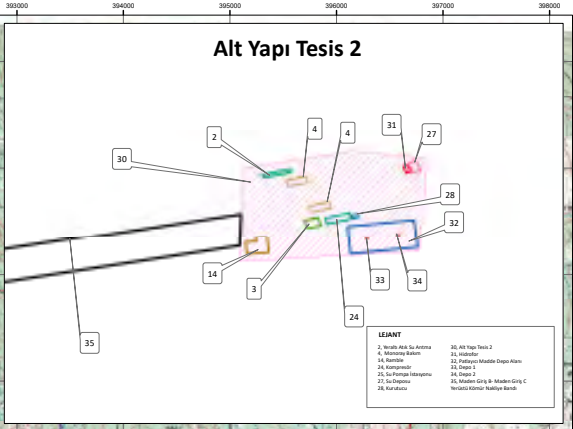 393000 394000 395000 396000 397000 398000
Alt Yapı Tesis 2
2
4
4
31
27
30
28
32
14
3
24
33
34
35
LEJANT
2, Yeraltı Atık Su Arıtma
4, Monoray Bakım
14, Ramble
24, Kompresör
25, Su Pompa İstasyonu
27, Su Deposu
28, Kurutucu
30, Alt Yapı Tesis 2
31, Hidrofor
32, Patlayıcı Madde Depo Alanı
33, Depo 1
34, Depo 2
35, Maden Giriş B- Maden Giriş C
Yerüstü Kömür Nakliye Bandı